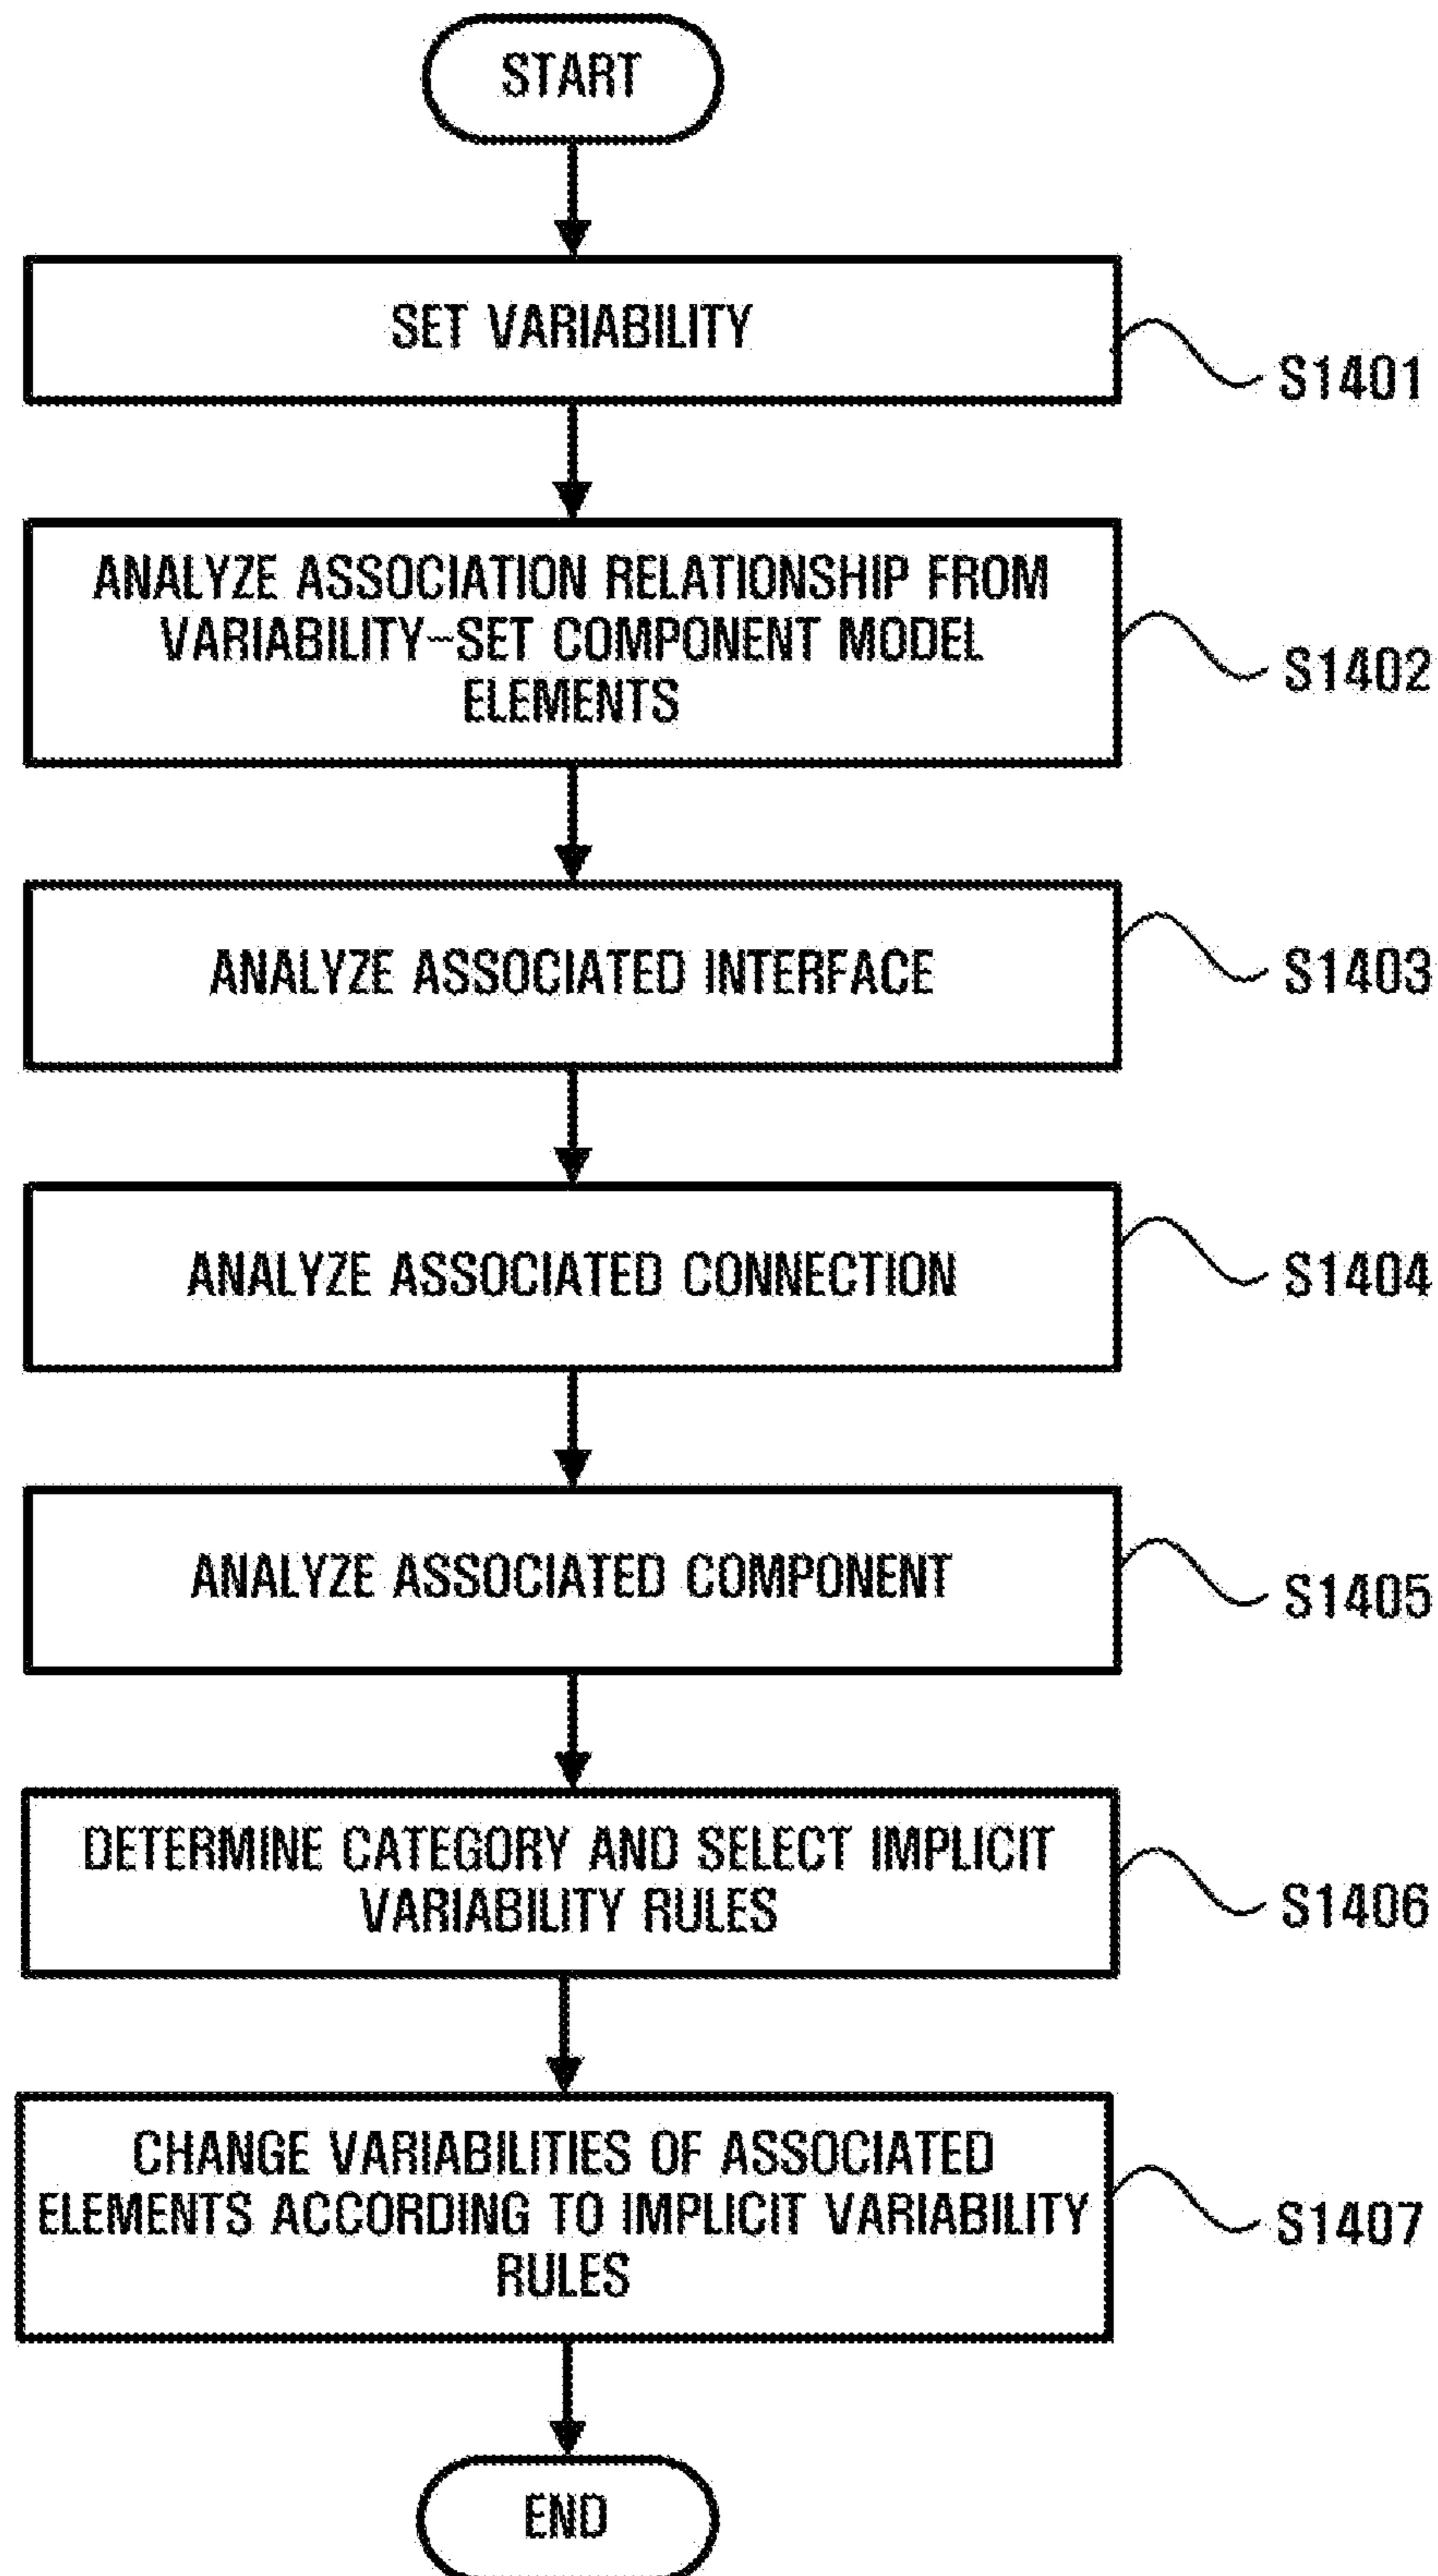 START
SET VARIABILITY
S1401
ANALYZE ASSOCIATION RELATIONSHIP FROM
VARIABILITY-SET COMPONENT MODEL
ELEMENTS
S1402
ANALYZE ASSOCIATED INTERFACE
S1403
ANALYZE ASSOCIATED CONNECTION
S1404
ANALYZE ASSOCIATED COMPONENT
S1405
DETERMINE CATEGORY AND SELECT IMPLICIT
VARIABILITY RULES
S1406
CHANGE VARIABILITIES OF ASSOCIATED
ELEMENTS ACCORDING TO IMPLICIT VARIABILITY
RULES
S1407
END